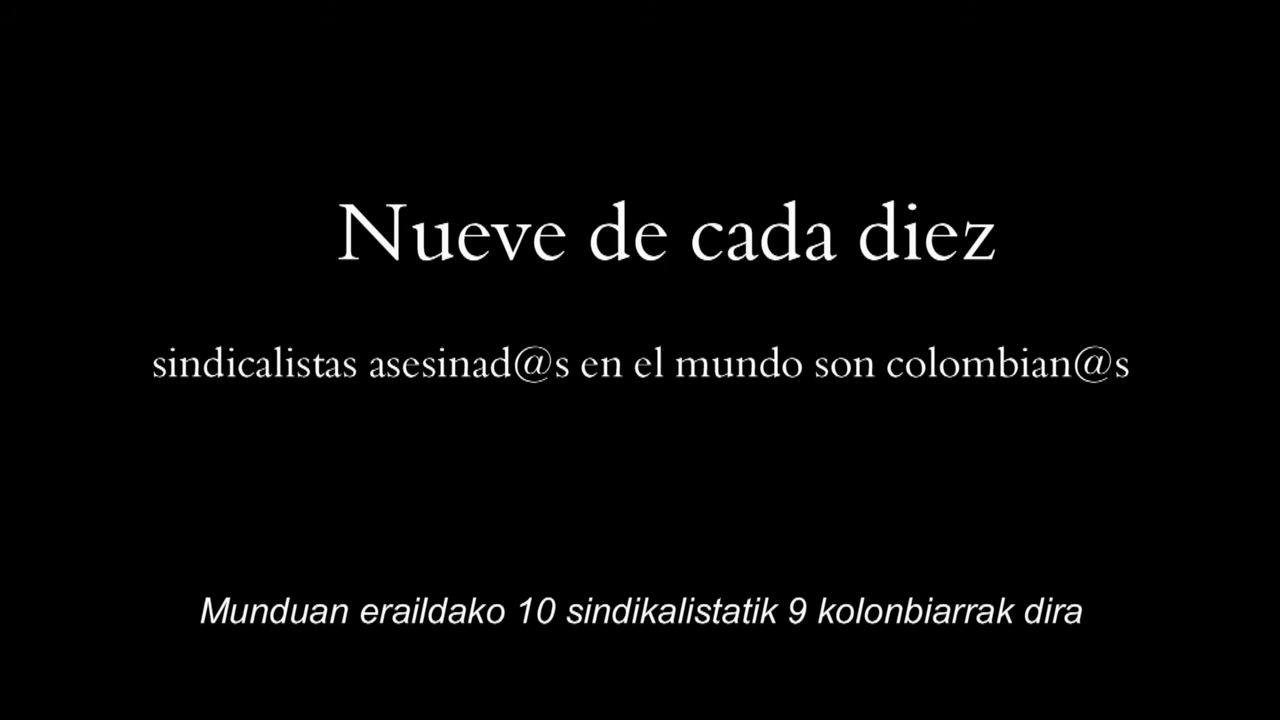 Nueve de cada diez
sindicalistas asesinad@s en el mundo son colombian@s
Munduan eraildako 10 sindikalistatik 9 kolonbiarrak dira